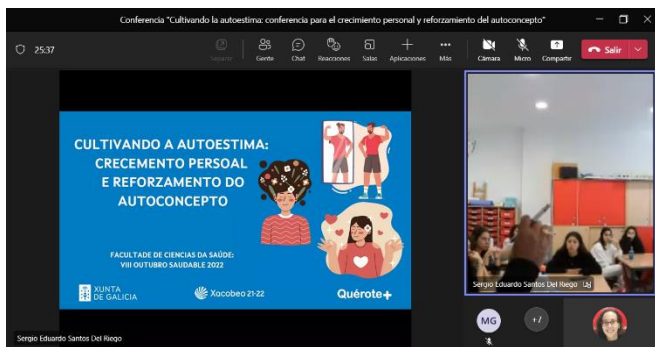 Conferencia "Cultivando la autoestima: conferencia para el crecimiento personal y reforzamiento del autoconcepto"
25:37
Separar
Gente
Chat
Reacciones
Salas
Aplicaciones
Más
Cámara
Micro
Compartir
Salir
CULTIVANDO A AUTOESTIMA:
CRECEMENTO PERSOAL
E REFORZAMENTO DO
AUTOCONCEPTO
FACULTADE DE CIENCIAS DA SAÚDE:
VIII OUTUBRO SAUDABLE 2022
XUNTA
DE GALICIA
Xacobeo 21·22
Quérote+
Sergio Eduardo Santos Del Riego
Sergio Eduardo Santos Del Riego
MG
+7